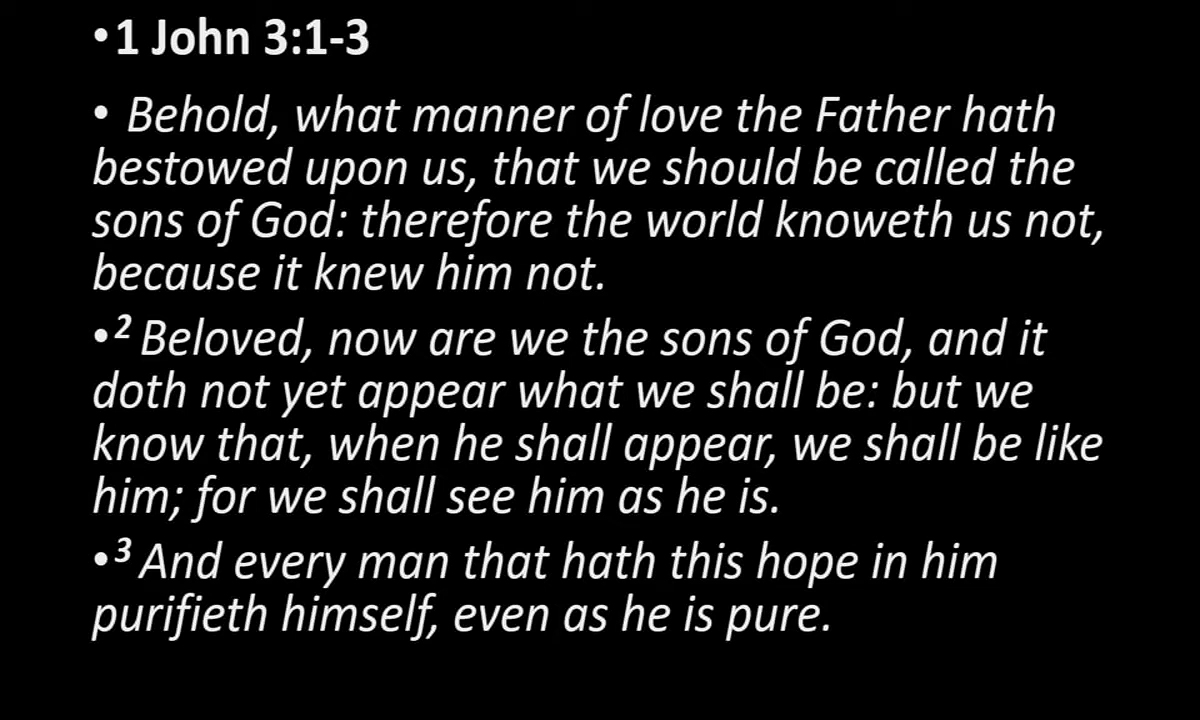 •1 John 3:1-3
• Behold, what manner of love the Father hath
bestowed upon us, that we should be called the
sons of God: therefore the world knoweth us not,
because it knew him not.
•2 Beloved, now are we the sons of God, and it
doth not yet appear what we shall be: but we
know that, when he shall appear, we shall be like
him; for we shall see him as he is.
•3 And every man that hath this hope in him
purifieth himself, even as he is pure.